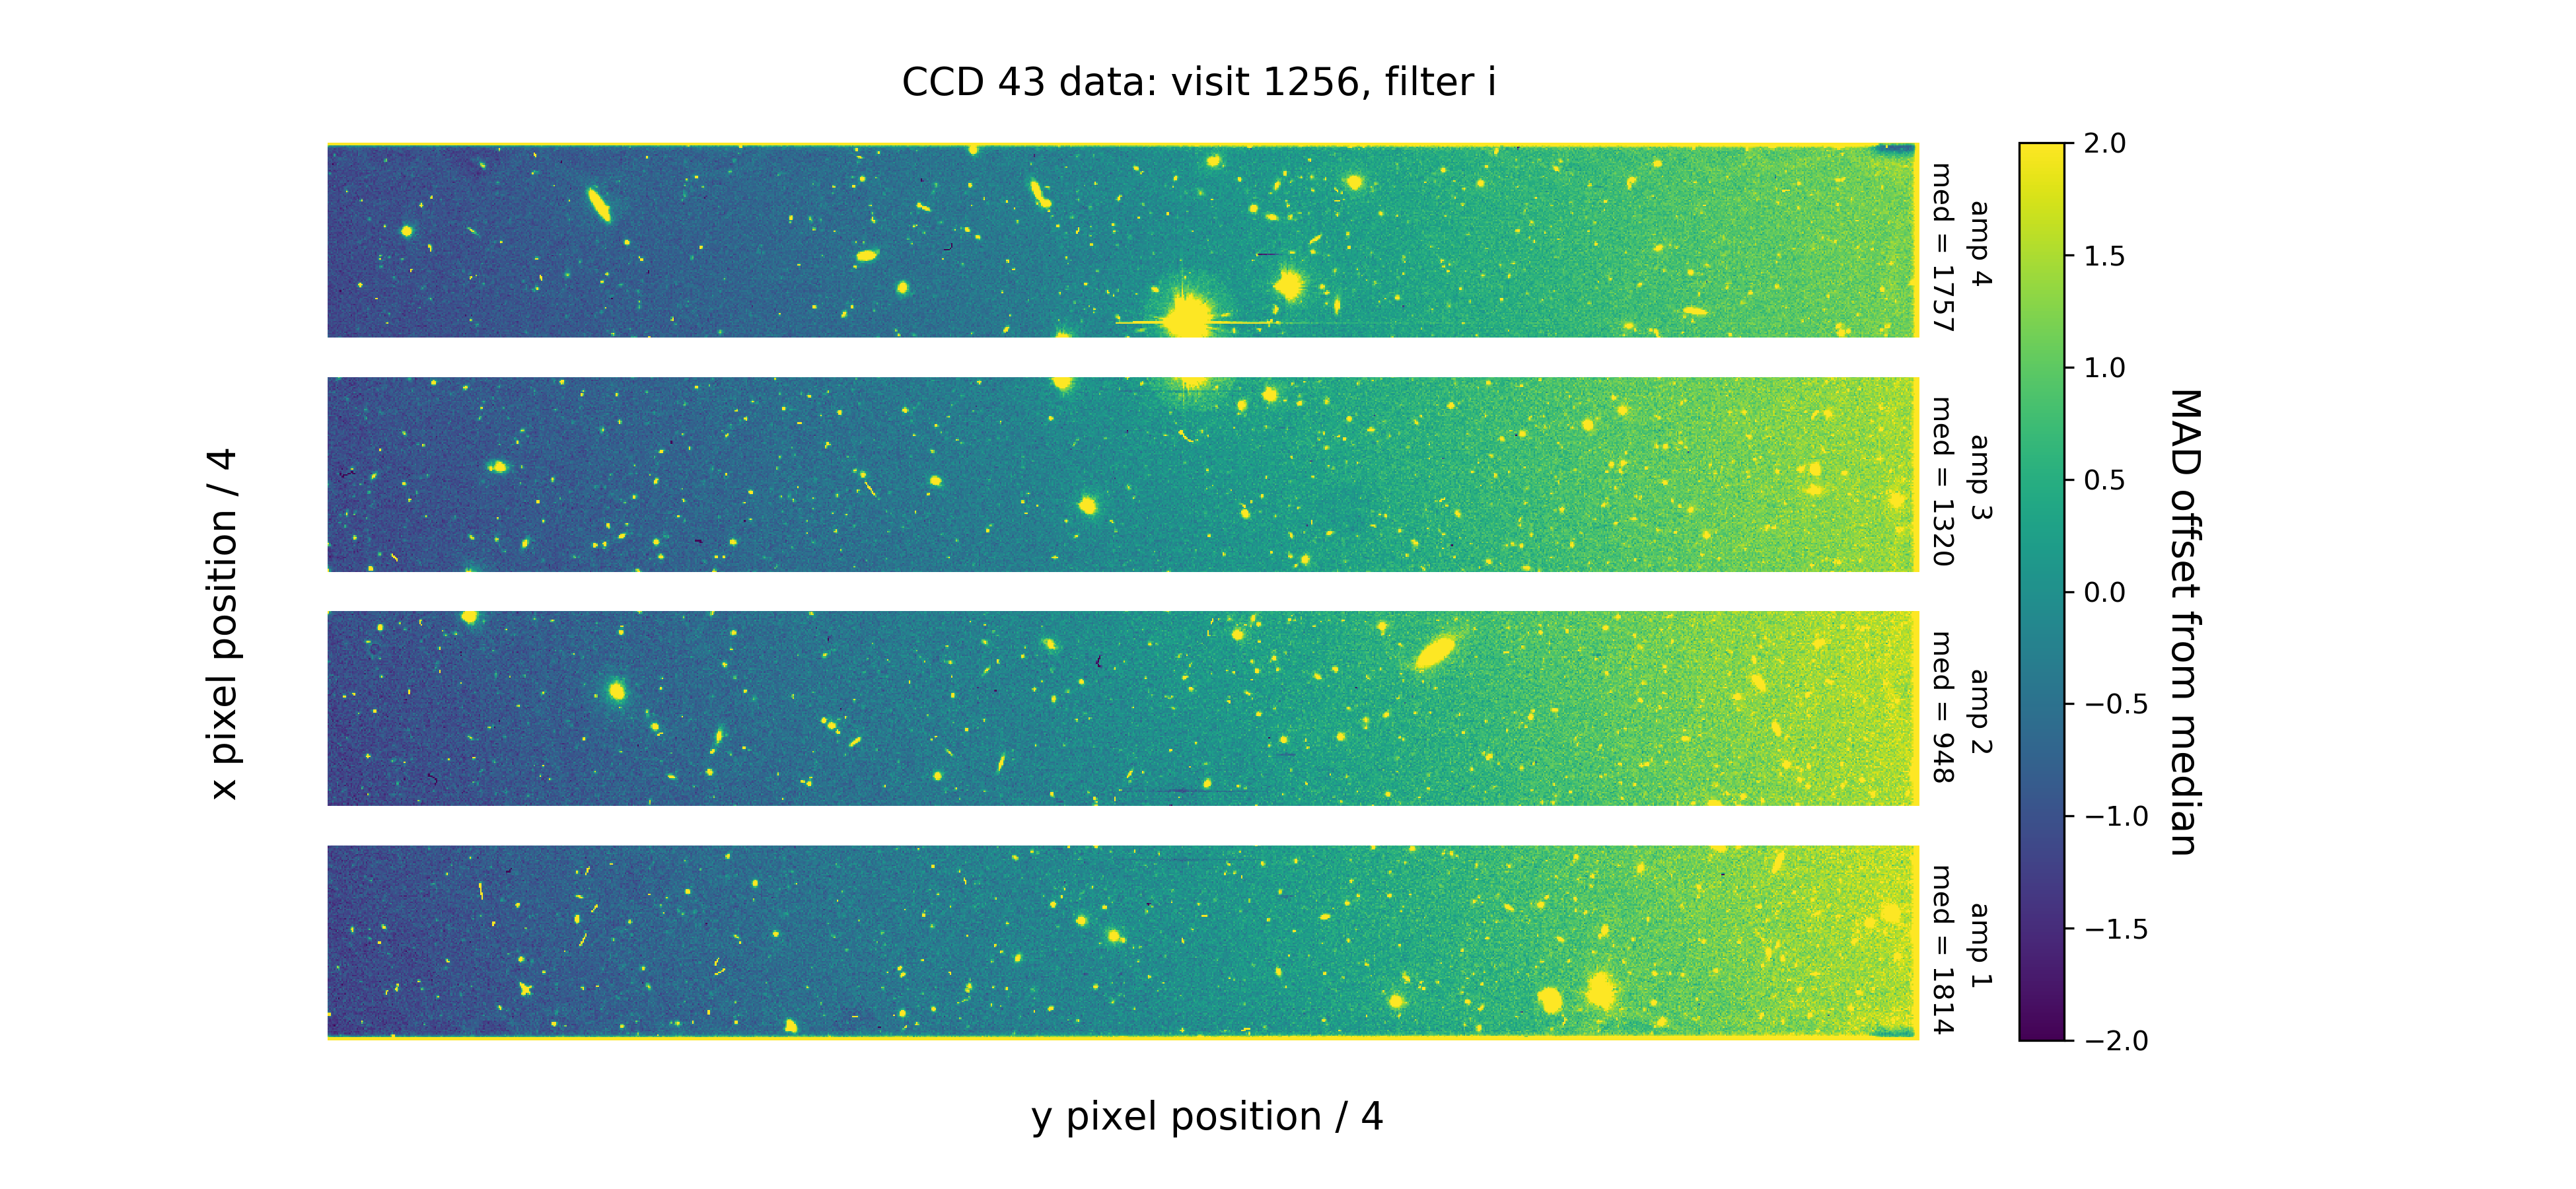 CCD 43 data: visit 1256, filter i
x pixel position / 4
y pixel position / 4
amp 4
med = 1757
amp 3
med = 1320
amp 2
med = 948
amp 1
med = 1814
2.0
1.5
1.0
0.5
0.0
−0.5
−1.0
−1.5
−2.0
MAD offset from median